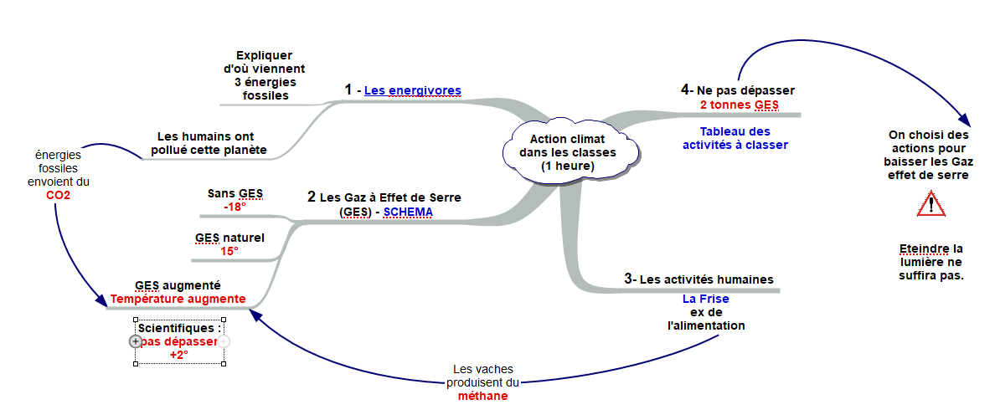 Action climat
dans les classes
(1 heure)
1 - Les energivores
Expliquer
d'où viennent
3 énergies
fossiles
Les humains ont
pollué cette planète
énergies
fossiles
envoient du
CO2
2 Les Gaz à Effet de Serre
(GES) - SCHEMA
Sans GES
-18°
GES naturel
15°
GES augmenté
Température augmente
Scientifiques :
pas dépasser
+2°
3- Les activités humaines
La Frise
ex de
l'alimentation
Les vaches
produisent du
méthane
4- Ne pas dépasser
2 tonnes GES
Tableau des
activités à classer
On choisi des
actions pour
baisser les Gaz
effet de serre
Eteindre la
lumière ne
suffira pas.